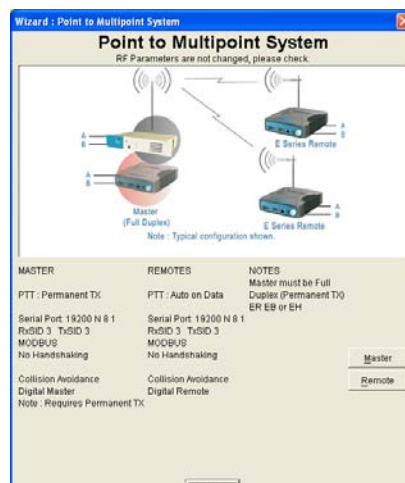 Wizard : Point to Multipoint System
Point to Multipoint System
RF Parameters are not changed, please check.
A
B
E Series Remote
A
B
A
B
Master
(Full Duplex)
A
B
E Series Remote
Note : Typical configuration shown.
MASTER
PTT : Permanent TX
Serial Port: 19200 N 8 1
RxSID 3 TxSID 3
MODBUS
No Handshaking
Collision Avoidance
Digital Master
Note : Requires Permanent TX
REMOTES
PTT : Auto on Data
Serial Port: 19200 N 8 1
RxSID 3 TxSID 3
MODBUS
No Handshaking
Collision Avoidance
Digital Remote
NOTES
Master must be Full
Duplex (Permanent TX)
ER EB or EH
Master
Remote